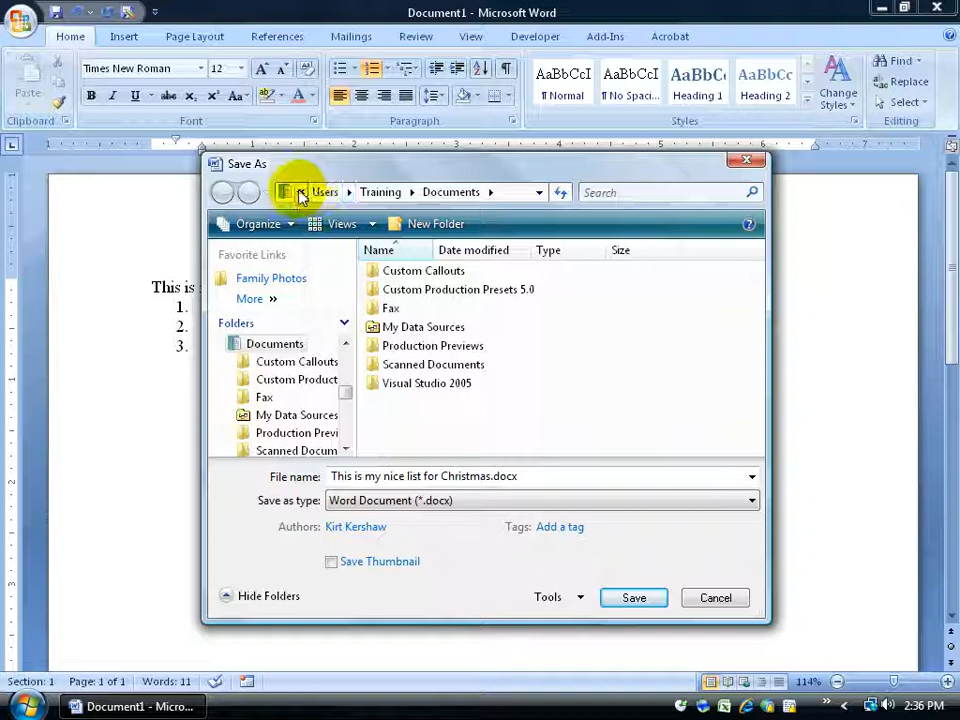 Document1 - Microsoft Word
Home Insert Page Layout References Mailings Review View Developer Add-Ins Acrobat
Paste
Clipboard
Times New Roman 12
Font
Paragraph
AaBbCcI AaBbCcI AaBbC AaBbCc
¶ Normal ¶ No Spaci... Heading 1 Heading 2
Change Styles
Styles
Find
Replace
Select
Editing
Save As
Users Training Documents
Search
Organize Views New Folder
Favorite Links
Family Photos
More »
Folders
Documents
Custom Callouts
Custom Product
Fax
My Data Sources
Production Previ
Scanned Docum
Name Date modified Type Size
Custom Callouts
Custom Production Presets 5.0
Fax
My Data Sources
Production Previews
Scanned Documents
Visual Studio 2005
This is
1.
2.
3.
File name: This is my nice list for Christmas.docx
Save as type: Word Document (*.docx)
Authors: Kirt Kershaw Tags: Add a tag
Save Thumbnail
Hide Folders Tools Save Cancel
Section: 1 Page: 1 of 1 Words: 11 114%
Document1 - Micro... 2:36 PM